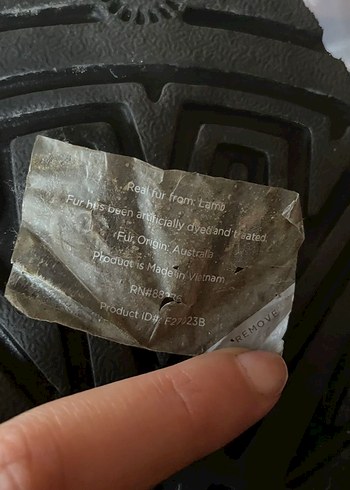 Real fur from: Lamb
Fur has been artificially dyed and treated.
Fur Origin: Australia
Product is Made in Vietnam
Product ID#: F27023B
REMOVE